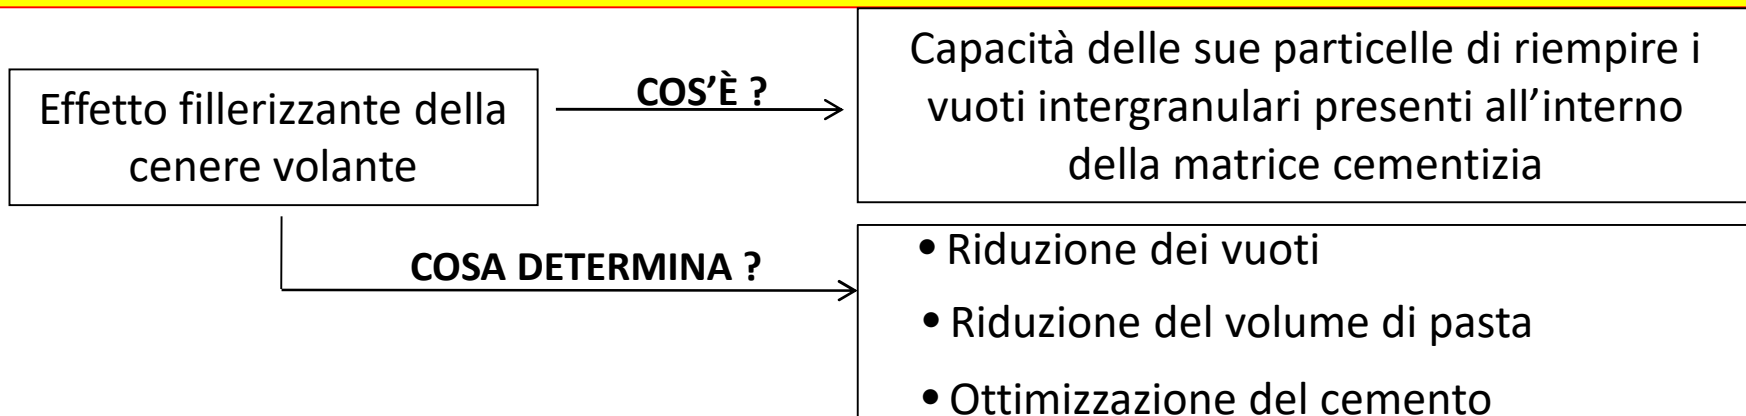 Effetto fillerizzante della
cenere volante
COS’È ?
Capacità delle sue particelle di riempire i
vuoti intergranulari presenti all’interno
della matrice cementizia
COSA DETERMINA ?
• Riduzione dei vuoti
• Riduzione del volume di pasta
• Ottimizzazione del cemento